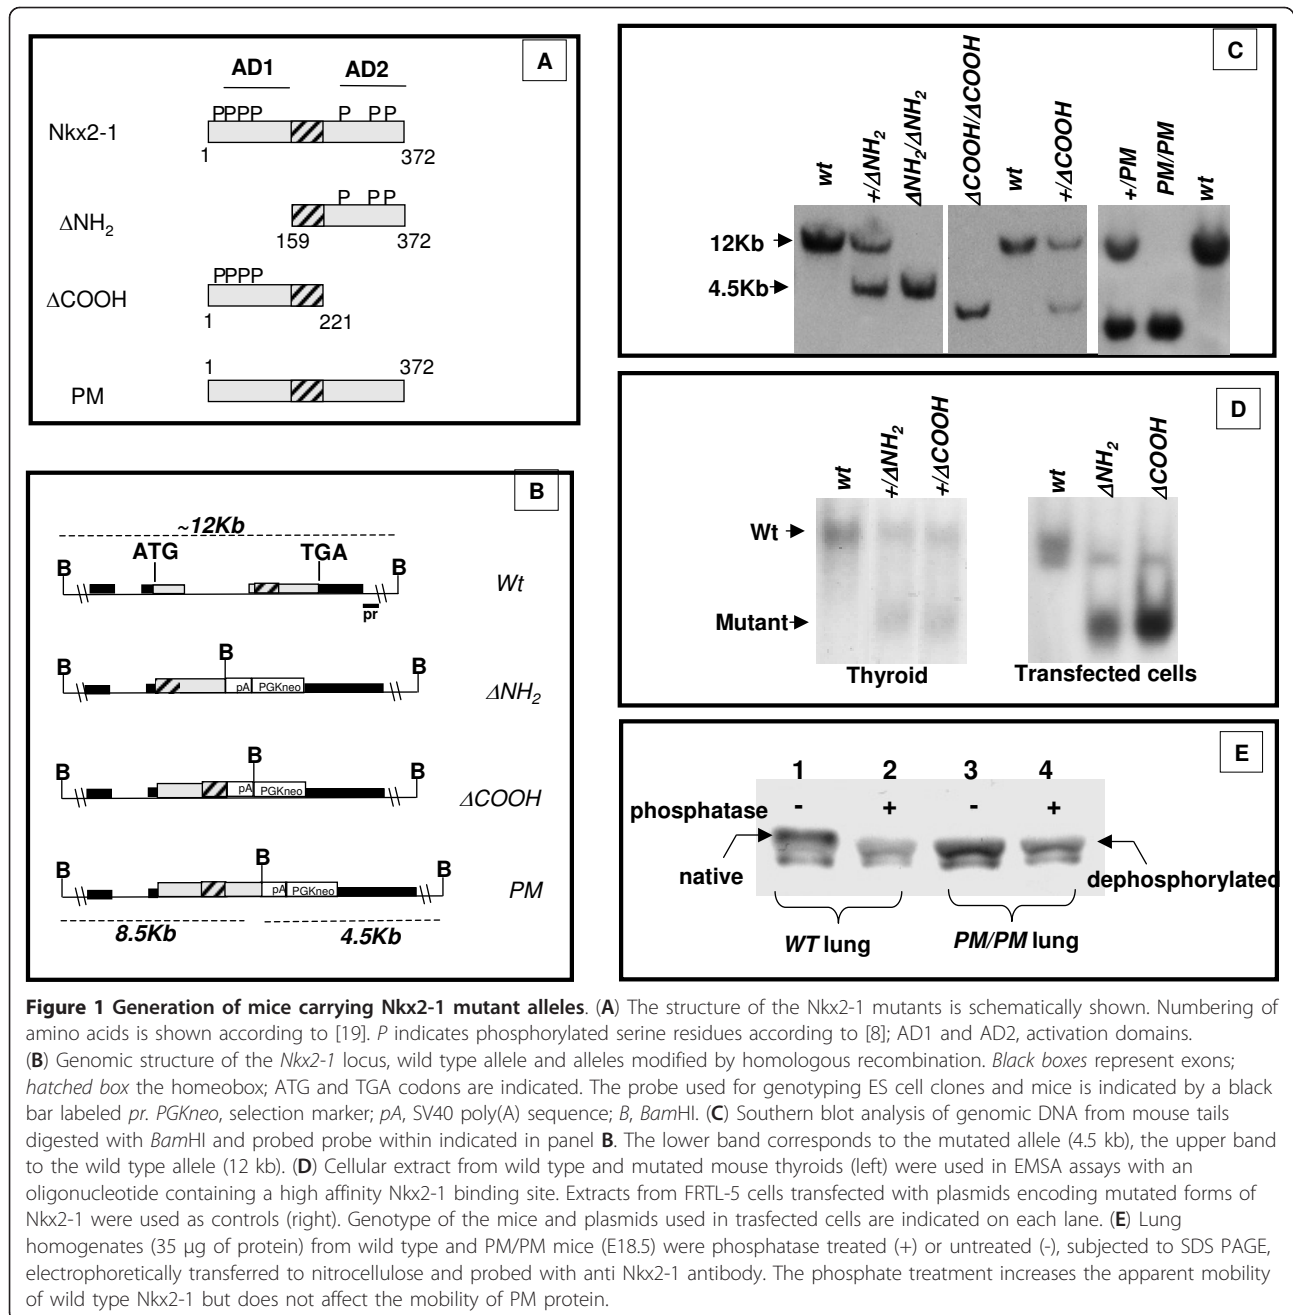 A
AD1 AD2
Nkx2-1
PPPP P P P
1 372
ΔNH2
P P P
159 372
ΔCOOH
PPPP
1 221
PM
1 372
B
~12Kb
ATG TGA
B B
Wt
pr
B B B
pA PGKneo
ΔNH2
B B B
pA PGKneo
ΔCOOH
B B B
pA PGKneo
PM
8.5Kb 4.5Kb
C
wt +/ΔNH2 ΔNH2/ΔNH2 ΔCOOH/ΔCOOH wt +/ΔCOOH +/PM PM/PM wt
12Kb
4.5Kb
D
wt +/ΔNH2 +/ΔCOOH wt ΔNH2 ΔCOOH
Wt
Mutant
Thyroid Transfected cells
E
1 2 3 4
phosphatase - + - +
native dephosphorylated
WT lung PM/PM lung
Figure 1 Generation of mice carrying Nkx2-1 mutant alleles. (A) The structure of the Nkx2-1 mutants is schematically shown. Numbering of
amino acids is shown according to [19]. P indicates phosphorylated serine residues according to [8]; AD1 and AD2, activation domains.
(B) Genomic structure of the Nkx2-1 locus, wild type allele and alleles modified by homologous recombination. Black boxes represent exons;
hatched box the homeobox; ATG and TGA codons are indicated. The probe used for genotyping ES cell clones and mice is indicated by a black
bar labeled pr. PGKneo, selection marker; pA, SV40 poly(A) sequence; B, BamHI. (C) Southern blot analysis of genomic DNA from mouse tails
digested with BamHI and probed probe within indicated in panel B. The lower band corresponds to the mutated allele (4.5 kb), the upper band
to the wild type allele (12 kb). (D) Cellular extract from wild type and mutated mouse thyroids (left) were used in EMSA assays with an
oligonucleotide containing a high affinity Nkx2-1 binding site. Extracts from FRTL-5 cells transfected with plasmids encoding mutated forms of
Nkx2-1 were used as controls (right). Genotype of the mice and plasmids used in trasfected cells are indicated on each lane. (E) Lung
homogenates (35 μg of protein) from wild type and PM/PM mice (E18.5) were phosphatase treated (+) or untreated (-), subjected to SDS PAGE,
electrophoretically transferred to nitrocellulose and probed with anti Nkx2-1 antibody. The phosphate treatment increases the apparent mobility
of wild type Nkx2-1 but does not affect the mobility of PM protein.